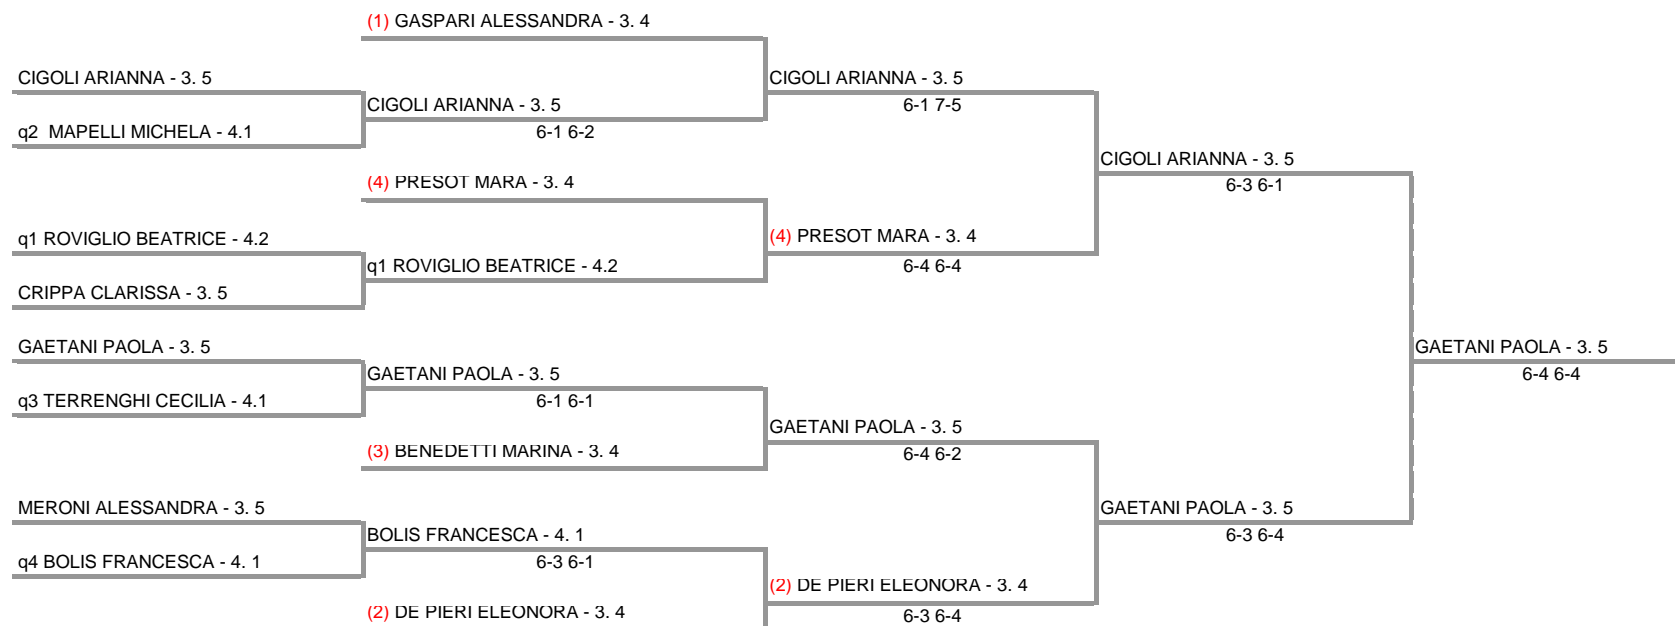 (1) GASPARI ALESSANDRA - 3. 4
CIGOLI ARIANNA - 3. 5
CIGOLI ARIANNA - 3. 5
CIGOLI ARIANNA - 3. 5
6-1 7-5
q2 MAPELLI MICHELA - 4.1
6-1 6-2
CIGOLI ARIANNA - 3. 5
6-3 6-1
(4) PRESOT MARA - 3. 4
q1 ROVIGLIO BEATRICE - 4.2
(4) PRESOT MARA - 3. 4
q1 ROVIGLIO BEATRICE - 4.2
6-4 6-4
CRIPPA CLARISSA - 3. 5
GAETANI PAOLA - 3. 5
GAETANI PAOLA - 3. 5
6-4 6-4
GAETANI PAOLA - 3. 5
q3 TERRENGHI CECILIA - 4.1
6-1 6-1
GAETANI PAOLA - 3. 5
6-4 6-2
(3) BENEDETTI MARINA - 3. 4
MERONI ALESSANDRA - 3. 5
GAETANI PAOLA - 3. 5
6-3 6-4
BOLIS FRANCESCA - 4. 1
q4 BOLIS FRANCESCA - 4. 1
6-3 6-1
(2) DE PIERI ELEONORA - 3. 4
(2) DE PIERI ELEONORA - 3. 4
6-3 6-4